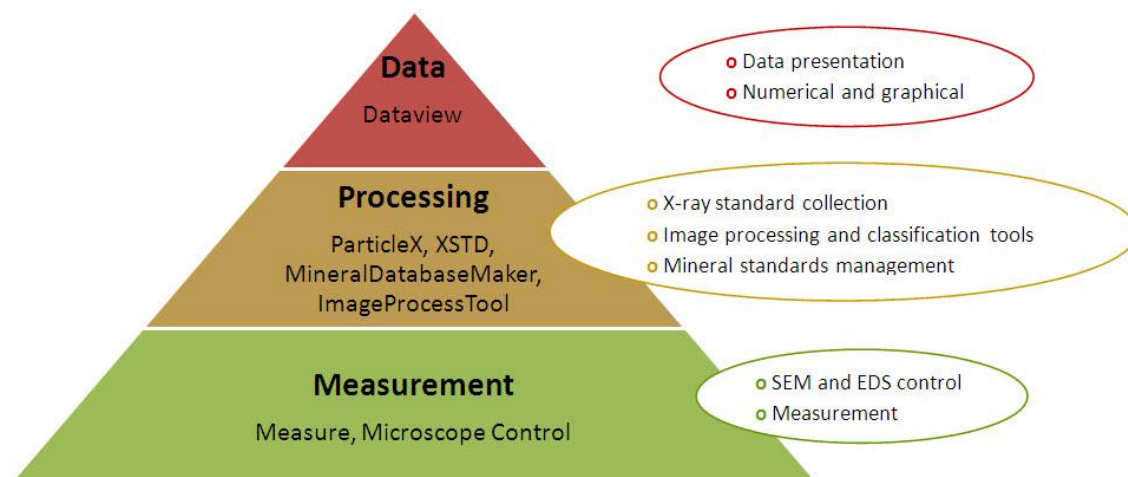 Data
Dataview
o Data presentation
o Numerical and graphical
Processing
ParticleX, XSTD,
MineralDatabaseMaker,
ImageProcessTool
o X-ray standard collection
o Image processing and classification tools
o Mineral standards management
Measurement
Measure, Microscope Control
o SEM and EDS control
o Measurement